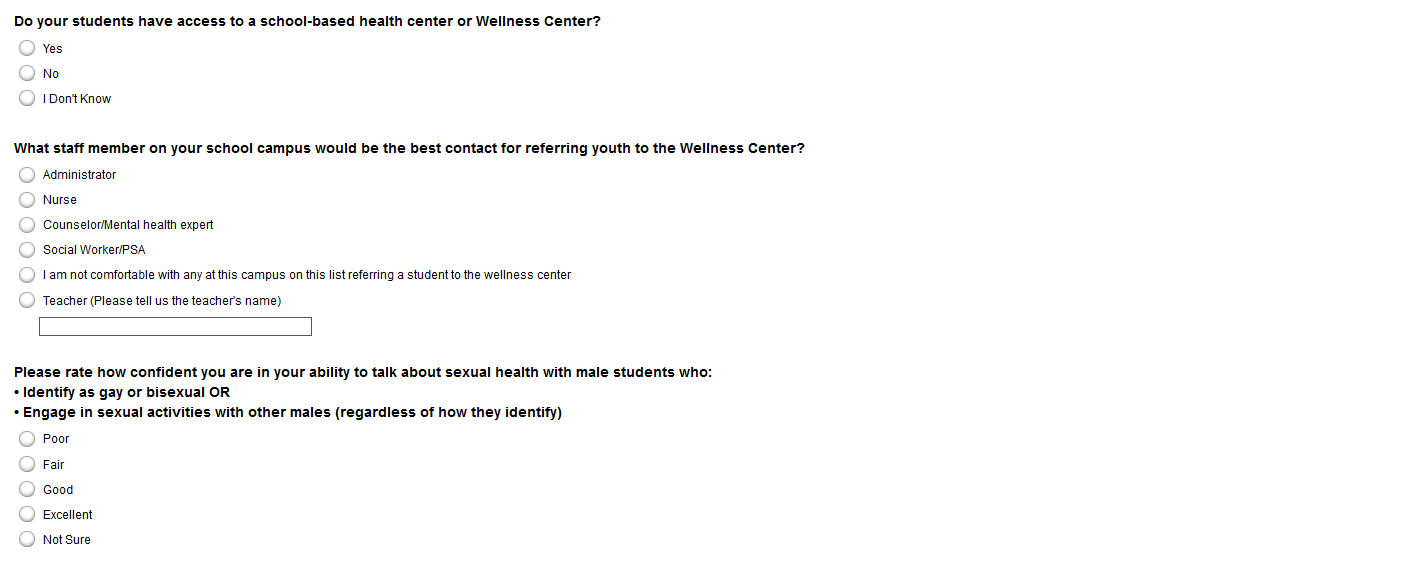 Do your students have access to a school-based health center or Wellness Center?
Yes
No
I Don't Know
What staff member on your school campus would be the best contact for referring youth to the Wellness Center?
Administrator
Nurse
Counselor/Mental health expert
Social Worker/PSA
I am not comfortable with any at this campus on this list referring a student to the wellness center
Teacher (Please tell us the teacher's name)
Please rate how confident you are in your ability to talk about sexual health with male students who:
• Identify as gay or bisexual OR
• Engage in sexual activities with other males (regardless of how they identify)
Poor
Fair
Good
Excellent
Not Sure